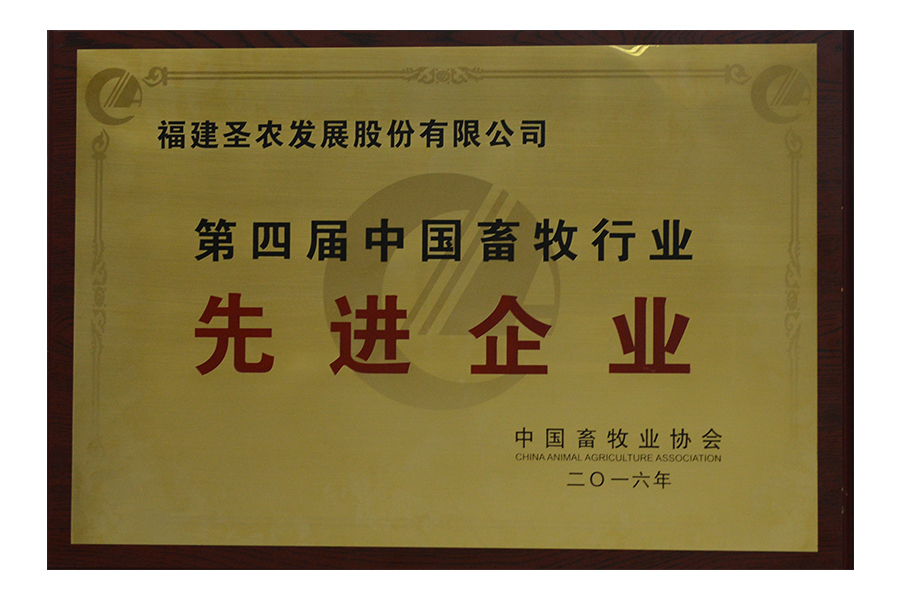 福建圣农发展股份有限公司
第四届中国畜牧行业
先进企业
中国畜牧业协会
CHINA ANIMAL AGRICULTURE ASSOCIATION
二〇一六年